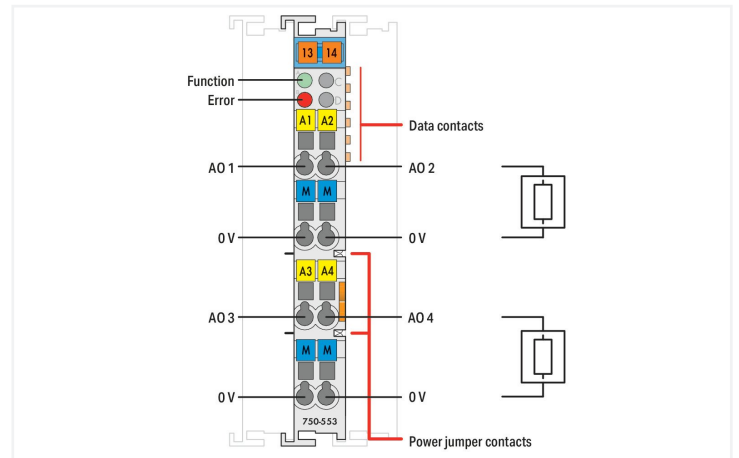 13 14
A C
Function
B D
Error
A1 A2
Data contacts
AO 1 AO 2
M M
0 V 0 V
A3 A4
AO 3 AO 4
M M
0 V 0 V
750-553
Power jumper contacts